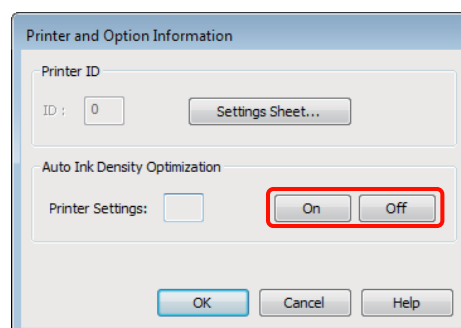 Printer and Option Information
Printer ID
ID : 0 Settings Sheet...
Auto Ink Density Optimization
Printer Settings: On Off
OK Cancel Help